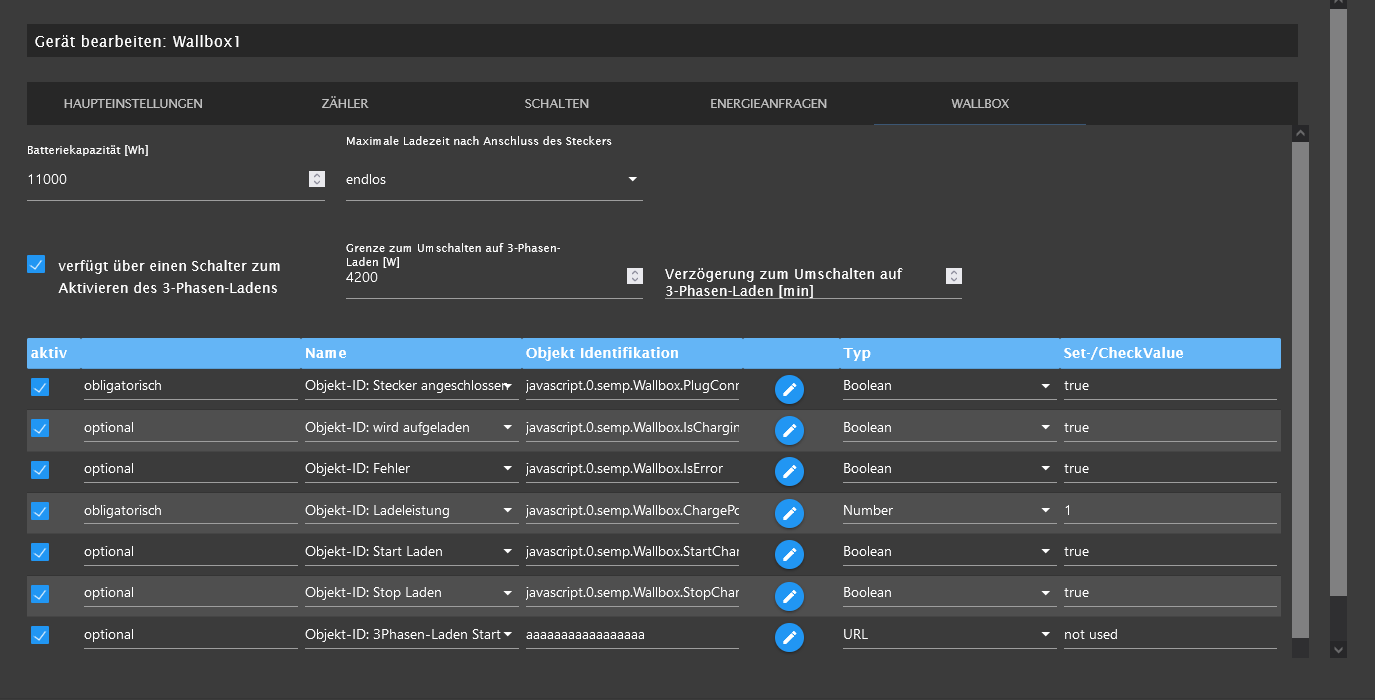 Gerät bearbeiten: Wallbox1
HAUPTEINSTELLUNGEN ZÄHLER SCHALTEN ENERGIEANFRAGEN WALLBOX
Batteriekapazität [Wh]
11000
Maximale Ladezeit nach Anschluss des Steckers
endlos
verfügt über einen Schalter zum
Aktivieren des 3-Phasen-Ladens
Grenze zum Umschalten auf 3-Phasen-
Laden [W]
4200
Verzögerung zum Umschalten auf
3-Phasen-Laden [min]
aktiv Name Objekt Identifikation Typ Set-/CheckValue
obligatorisch Objekt-ID: Stecker angeschlossen javascript.0.semp.Wallbox.PlugConn Boolean true
optional Objekt-ID: wird aufgeladen javascript.0.semp.Wallbox.IsChargin Boolean true
optional Objekt-ID: Fehler javascript.0.semp.Wallbox.IsError Boolean true
obligatorisch Objekt-ID: Ladeleistung javascript.0.semp.Wallbox.ChargePo Number 1
optional Objekt-ID: Start Laden javascript.0.semp.Wallbox.StartChar Boolean true
optional Objekt-ID: Stop Laden javascript.0.semp.Wallbox.StopChar Boolean true
optional Objekt-ID: 3Phasen-Laden Start aaaaaaaaaaaaaaaaa URL not used